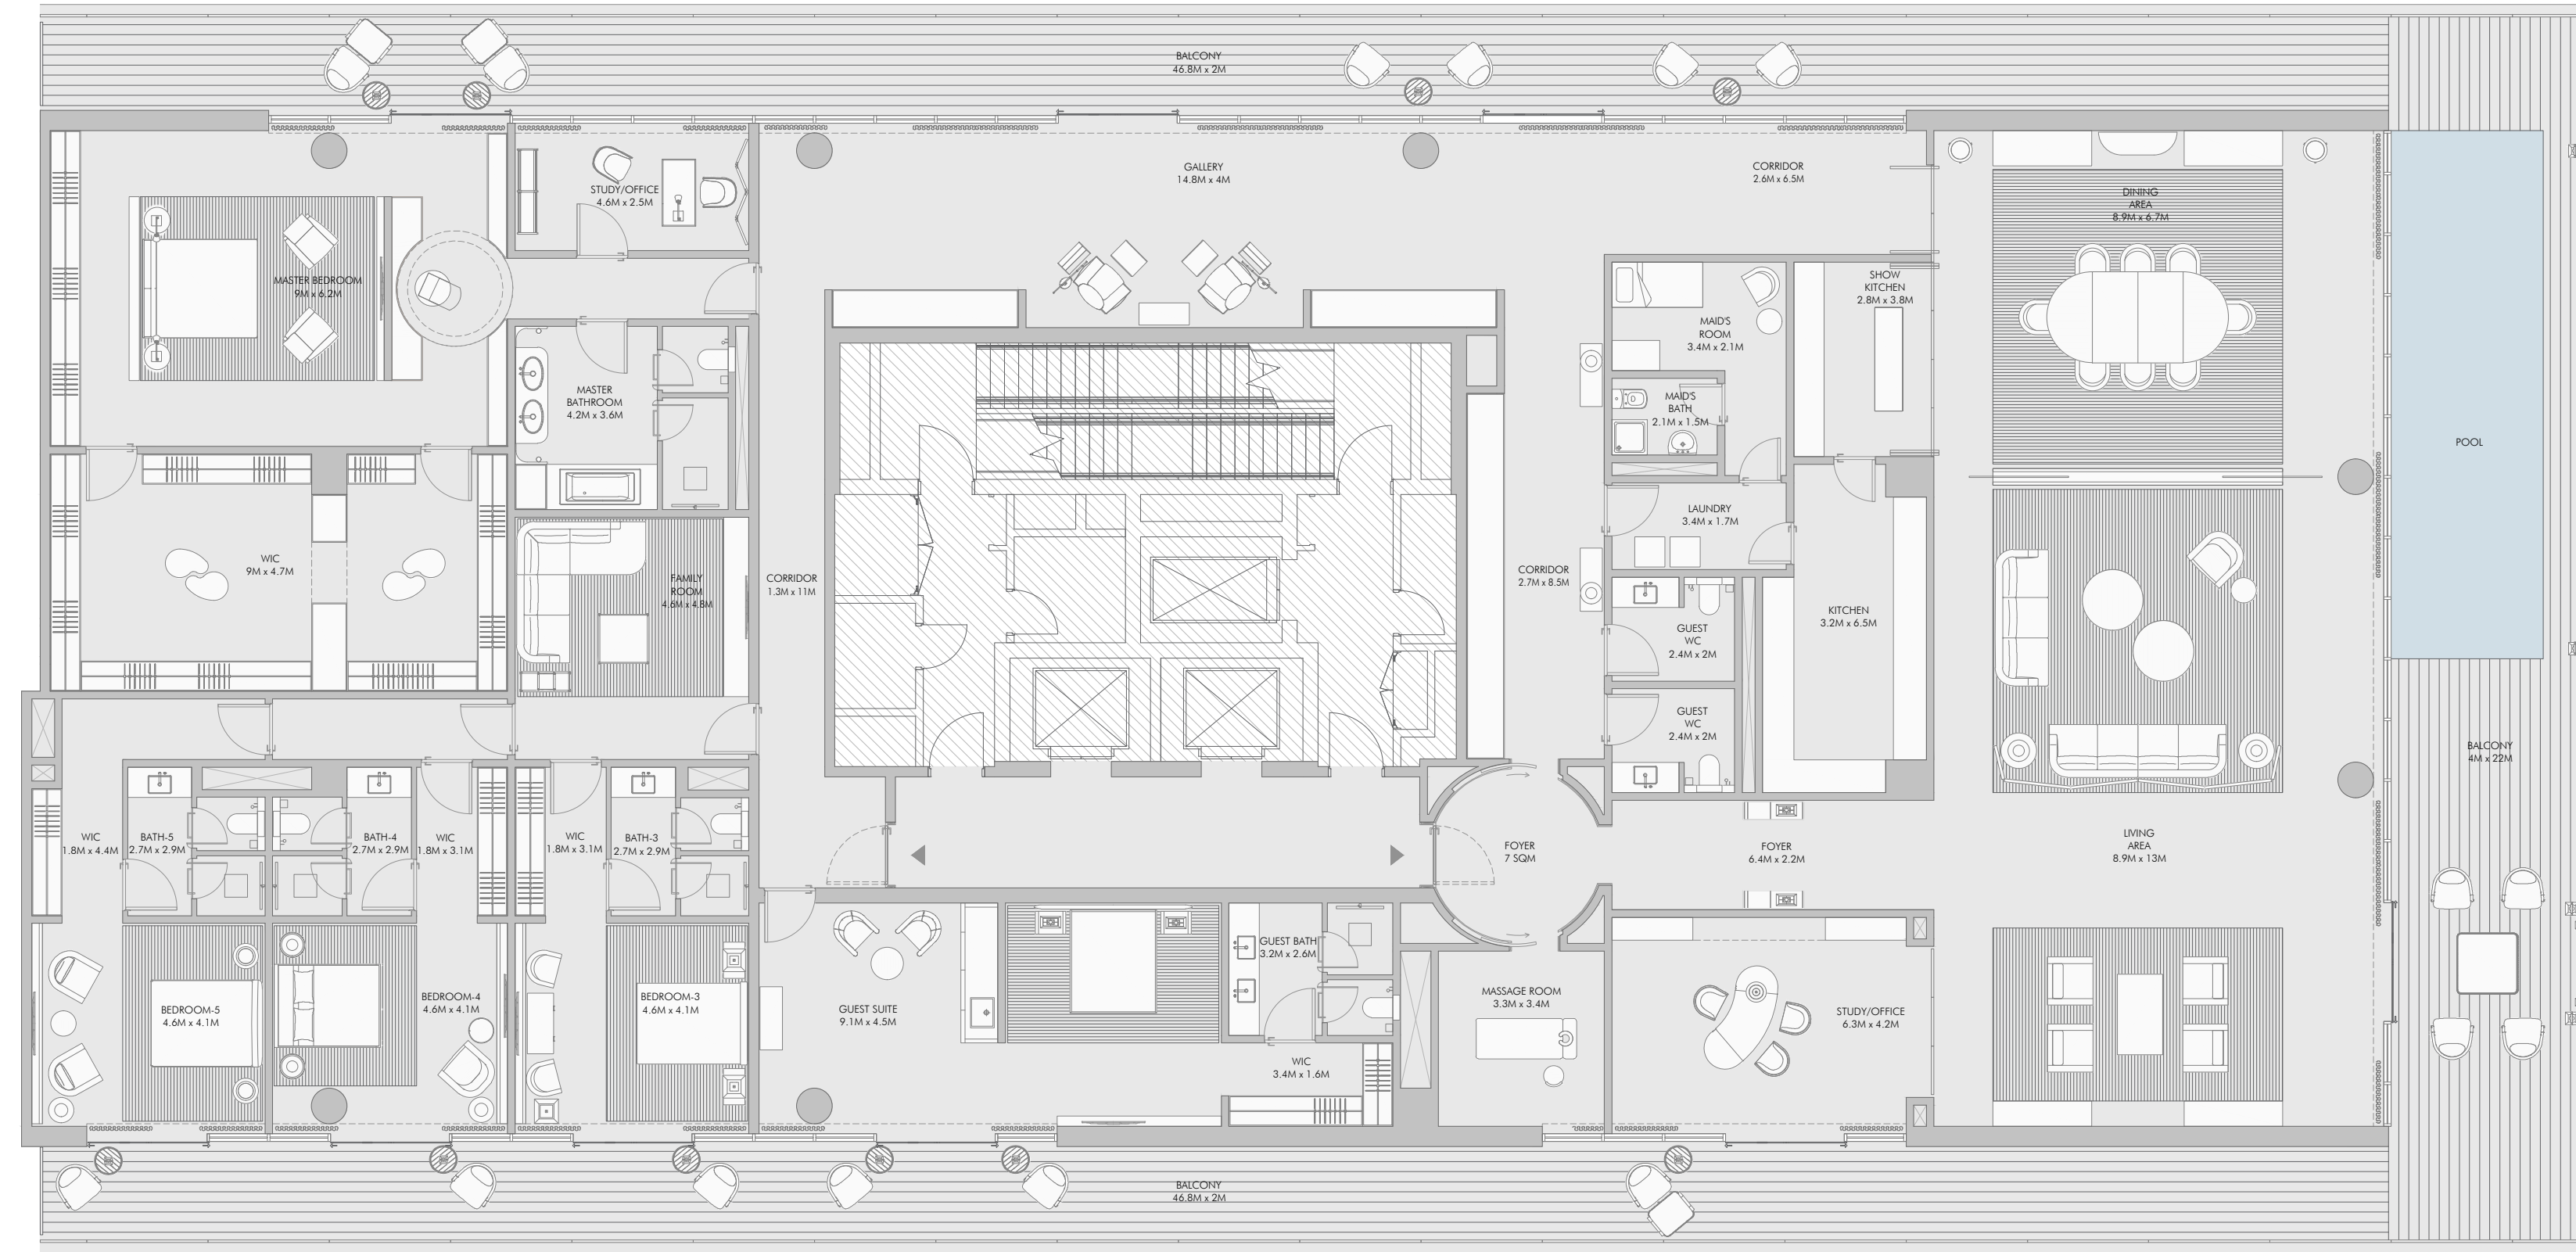 BALCONY
46.8M x 2M
GALLERY
14.8M x 4M
CORRIDOR
2.6M x 6.5M
STUDY/OFFICE
4.6M x 2.5M
DINING
AREA
8.9M x 6.7M
MASTER BEDROOM
9M x 6.2M
SHOW
KITCHEN
2.8M x 3.8M
MAID'S
ROOM
3.4M x 2.1M
MASTER
BATHROOM
4.2M x 3.6M
MAID'S
BATH
2.1M x 1.5M
POOL
LAUNDRY
3.4M x 1.7M
WIC
9M x 4.7M
FAMILY
ROOM
4.6M x 4.8M
CORRIDOR
1.3M x 11M
CORRIDOR
2.7M x 8.5M
KITCHEN
3.2M x 6.5M
GUEST
WC
2.4M x 2M
GUEST
WC
2.4M x 2M
BALCONY
4M x 22M
WIC
1.8M x 4.4M
BATH-5
2.7M x 2.9M
BATH-4
2.7M x 2.9M
WIC
1.8M x 3.1M
WIC
1.8M x 3.1M
BATH-3
2.7M x 2.9M
FOYER
7 SQM
FOYER
6.4M x 2.2M
LIVING
AREA
8.9M x 13M
GUEST BATH
3.2M x 2.6M
BEDROOM-5
4.6M x 4.1M
BEDROOM-4
4.6M x 4.1M
BEDROOM-3
4.6M x 4.1M
GUEST SUITE
9.1M x 4.5M
MASSAGE ROOM
3.3M x 3.4M
STUDY/OFFICE
6.3M x 4.2M
WIC
3.4M x 1.6M
BALCONY
46.8M x 2M